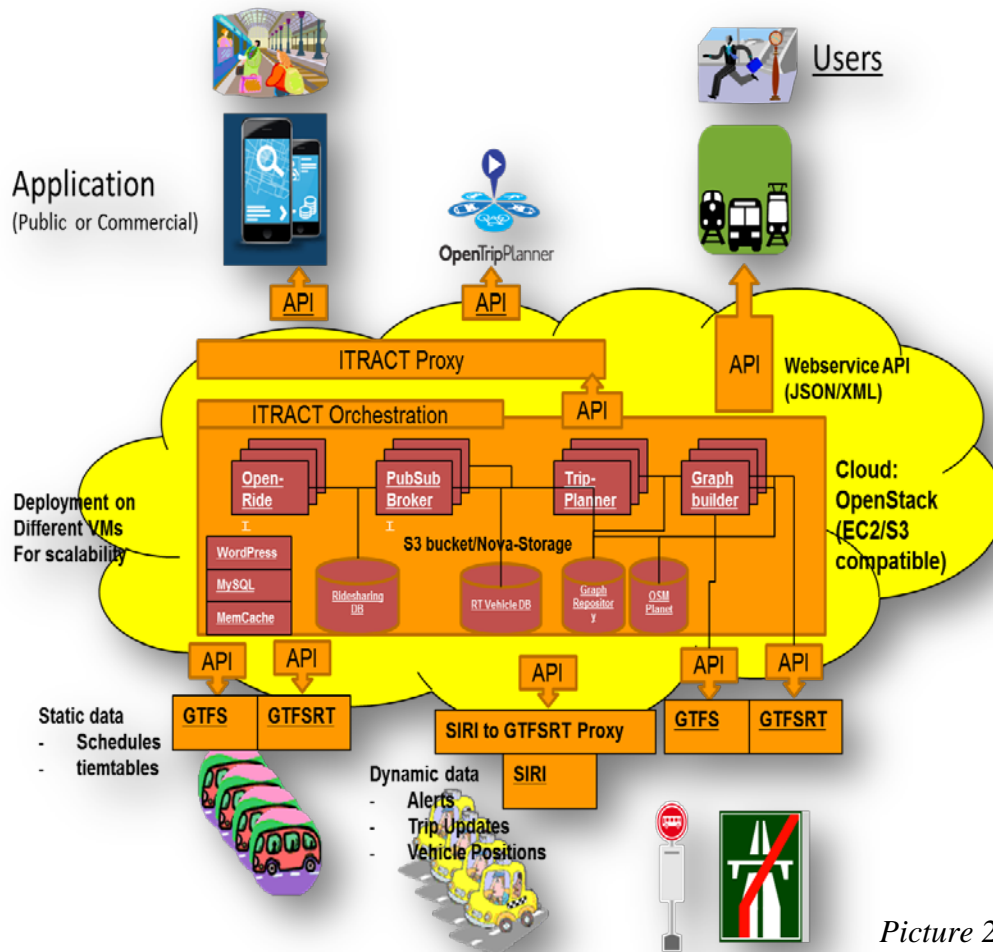 Users
Application
(Public or Commercial)
OpenTripPlanner
API
API
API
Webservice API
(JSON/XML)
ITRACT Proxy
API
ITRACT Orchestration
Open-
Ride
PubSub
Broker
Trip-
Planner
Graph
builder
Cloud:
OpenStack
(EC2/S3
compatible)
Deployment on
Different VMs
For scalability
I
I
S3 bucket/Nova-Storage
WordPress
MySQL
MemCache
Ridesharing
DB
RT Vehicle DB
Graph
Repositor
y
OSM
Planet
API
API
API
API
API
GTFS
GTFSRT
SIRI to GTFSRT Proxy
SIRI
GTFS
GTFSRT
Static data
- Schedules
- tiemtables
Dynamic data
- Alerts
- Trip Updates
- Vehicle Positions
Picture 2